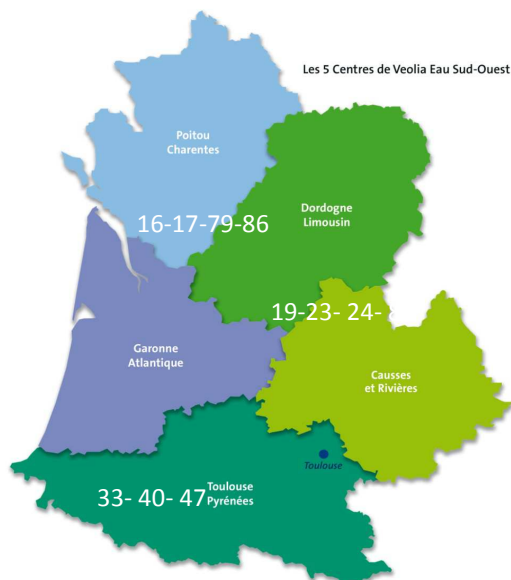 Les 5 Centres de Veolia Eau Sud-Ouest
Poitou
Charentes
16-17-79-86
Dordogne
Limousin
19-23- 24-
Garonne
Atlantique
Causses
et Rivières
Toulouse
33- 40- 47
Toulouse
Pyrénées